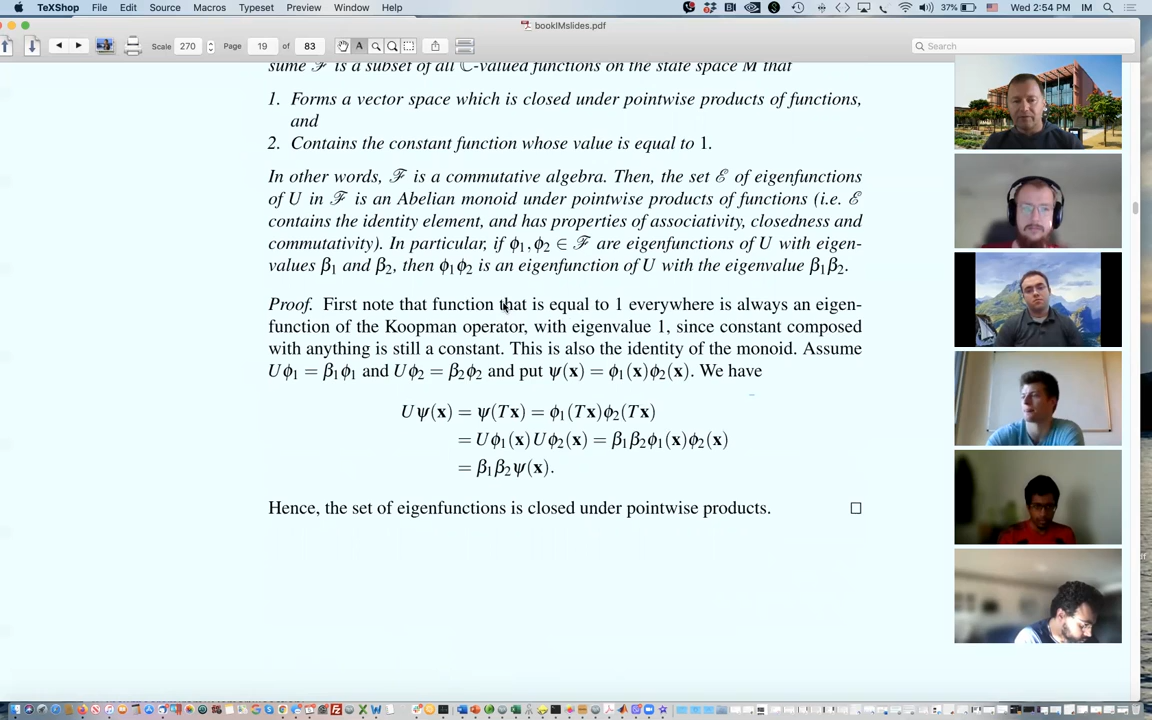 TeXShop File Edit Source Macros Typeset Preview Window Help 37% Wed 2:54 PM IM
bookIMslides.pdf
Scale 270 Page 19 of 83 Search
sume ℱ is a subset of all ℂ-valued functions on the state space M that
1. Forms a vector space which is closed under pointwise products of functions,
and
2. Contains the constant function whose value is equal to 1.
In other words, ℱ is a commutative algebra. Then, the set ℰ of eigenfunctions
of U in ℱ is an Abelian monoid under pointwise products of functions (i.e. ℰ
contains the identity element, and has properties of associativity, closedness and
commutativity). In particular, if ϕ₁,ϕ₂ ∈ ℱ are eigenfunctions of U with eigen-
values β₁ and β₂, then ϕ₁ϕ₂ is an eigenfunction of U with the eigenvalue β₁β₂.
Proof. First note that function that is equal to 1 everywhere is always an eigen-
function of the Koopman operator, with eigenvalue 1, since constant composed
with anything is still a constant. This is also the identity of the monoid. Assume
Uϕ₁ = β₁ϕ₁ and Uϕ₂ = β₂ϕ₂ and put ψ(x) = ϕ₁(x)ϕ₂(x). We have
Uψ(x) = ψ(Tx) = ϕ₁(Tx)ϕ₂(Tx)
= Uϕ₁(x)Uϕ₂(x) = β₁β₂ϕ₁(x)ϕ₂(x)
= β₁β₂ψ(x).
Hence, the set of eigenfunctions is closed under pointwise products. □